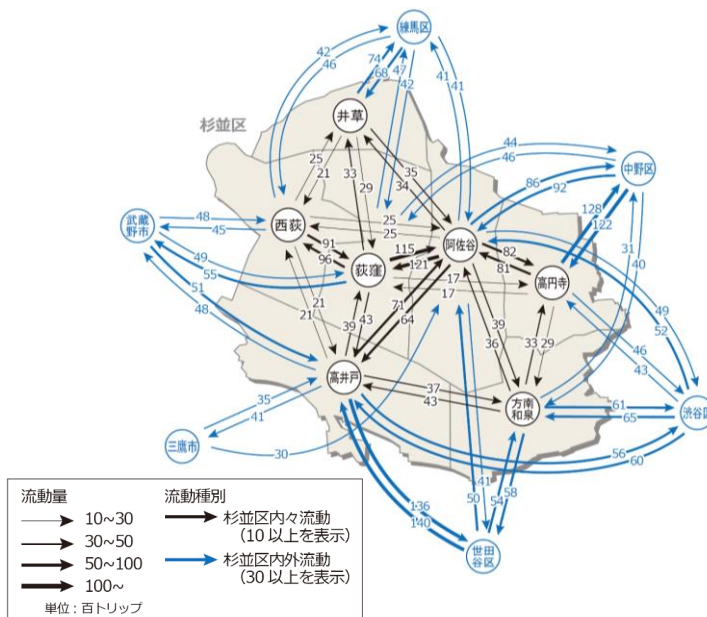 練馬区
42
46
74
68
47
42
41
41
井草
杉並区
44
46
中野区
25
21
33
29
35
34
86
92
128
122
武蔵
野市
48
45
西荻
25
25
阿佐谷
31
40
91
96
115
121
82
81
49
55
荻窪
高円寺
17
17
51
48
21
21
39
43
71
64
39
36
33
29
49
52
46
43
高井戸
37
43
方南
和泉
61
65
渋谷区
35
41
三鷹市
30
56
60
136
140
41
50
54
58
世田
谷区
流動量
10~30
30~50
50~100
100~
単位：百トリップ
流動種別
杉並区内々流動
（10 以上を表示）
杉並区内外流動
（30 以上を表示）